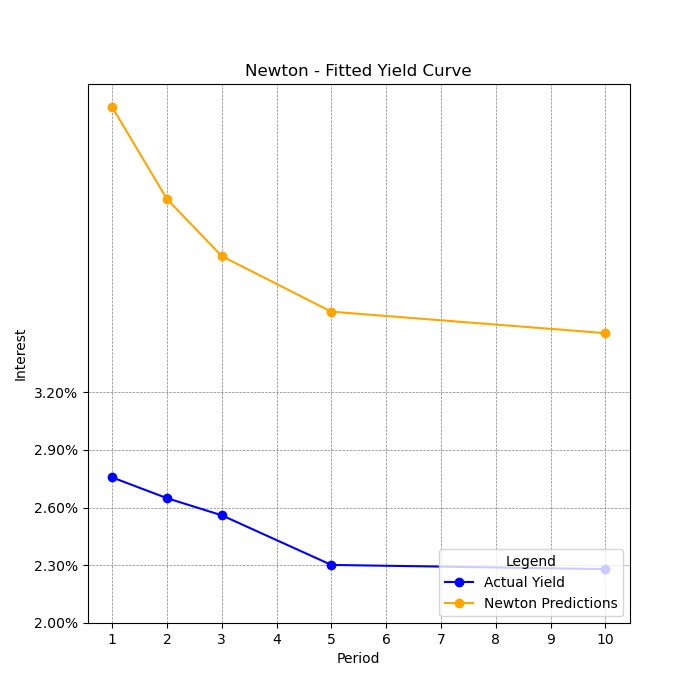 Newton - Fitted Yield Curve
Interest
3.20%
2.90%
2.60%
2.30%
2.00%
Legend
Actual Yield
Newton Predictions
1 2 3 4 5 6 7 8 9 10
Period